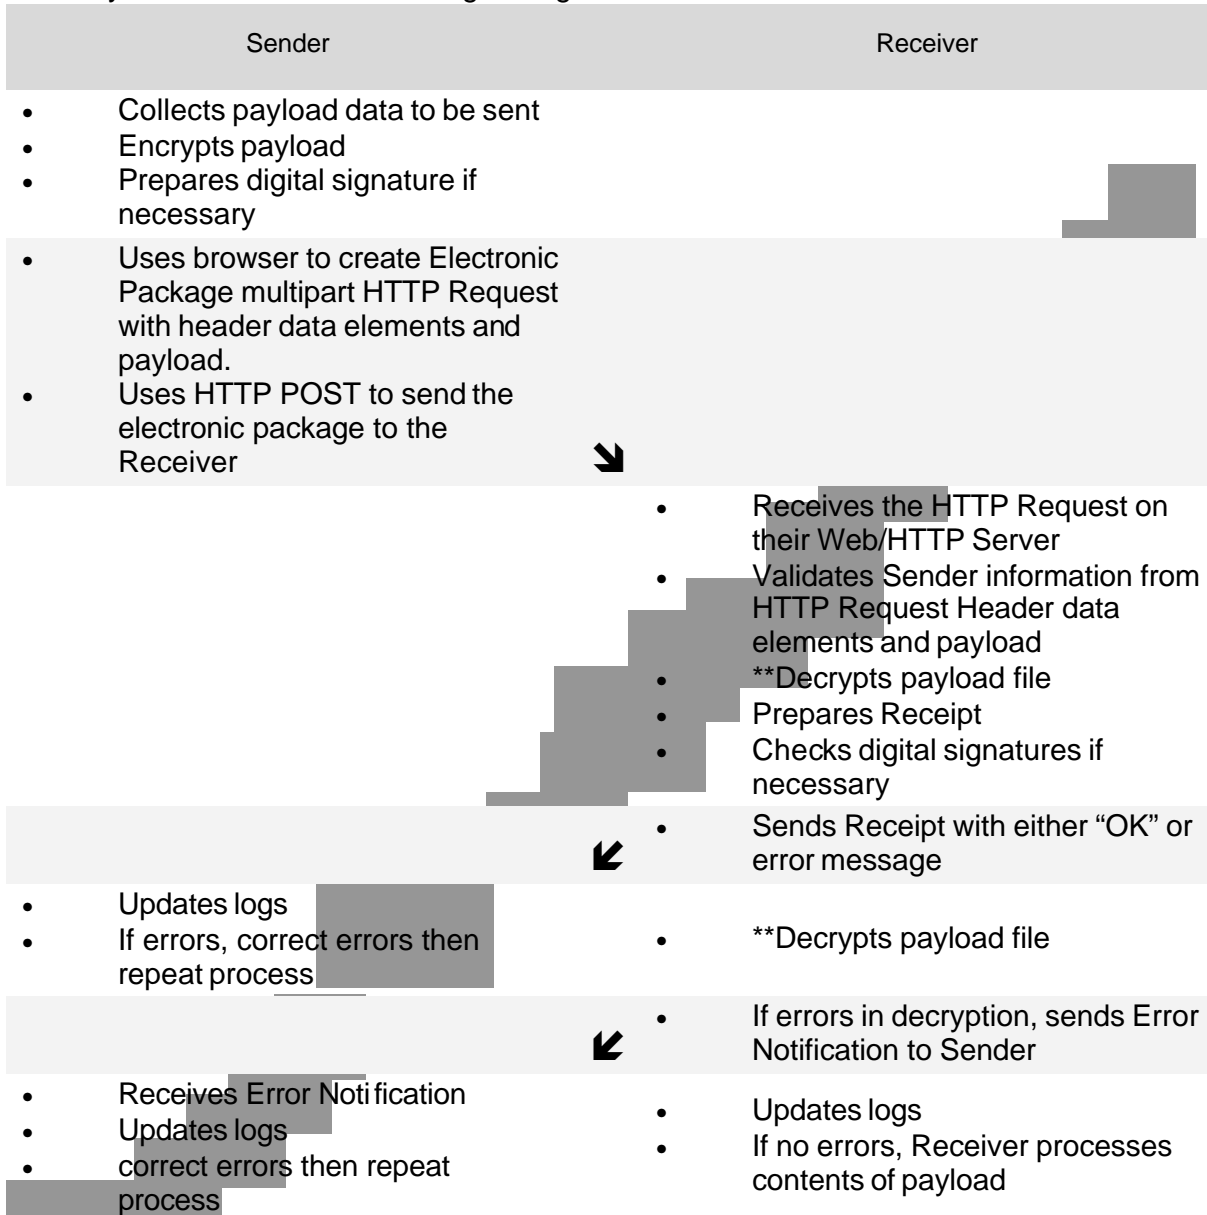 Sender
Receiver
• Collects payload data to be sent
• Encrypts payload
• Prepares digital signature if
necessary
• Uses browser to create Electronic
Package multipart HTTP Request
with header data elements and
payload.
• Uses HTTP POST to send the
electronic package to the
Receiver
• Receives the HTTP Request on
their Web/HTTP Server
• Validates Sender information from
HTTP Request Header data
elements and payload
• **Decrypts payload file
• Prepares Receipt
• Checks digital signatures if
necessary
• Sends Receipt with either “OK” or
error message
• Updates logs
• If errors, correct errors then
repeat process
• **Decrypts payload file
• If errors in decryption, sends Error
Notification to Sender
• Receives Error Notification
• Updates logs
• correct errors then repeat
process
• Updates logs
• If no errors, Receiver processes
contents of payload